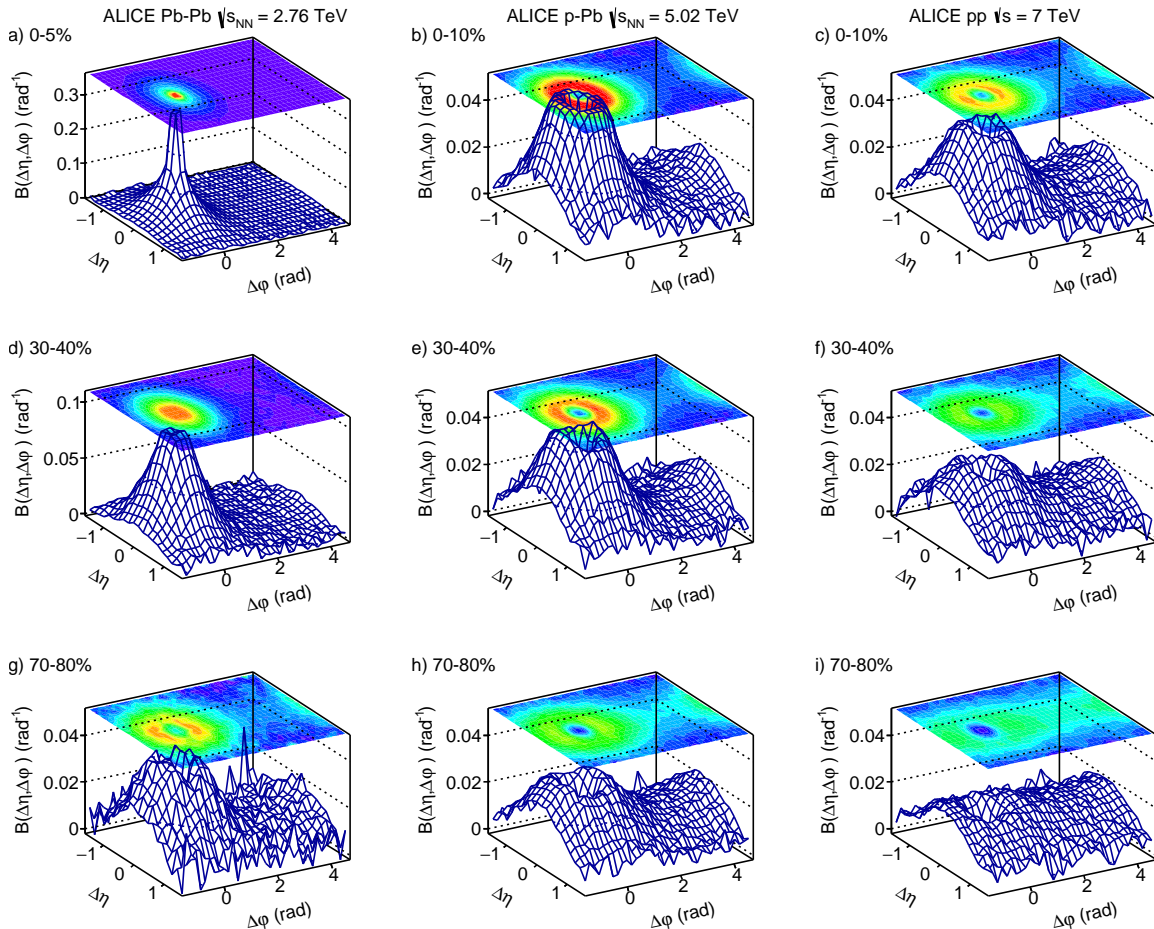 ALICE Pb-Pb √sNN = 2.76 TeV
ALICE p-Pb √sNN = 5.02 TeV
ALICE pp √s = 7 TeV
a) 0-5%
B(Δη,Δφ) (rad⁻¹)
0.3
0.2
0.1
0
−1
0
1
Δη
0
2
4
Δφ (rad)
b) 0-10%
B(Δη,Δφ) (rad⁻¹)
0.04
0.02
0
−1
0
1
Δη
0
2
4
Δφ (rad)
c) 0-10%
B(Δη,Δφ) (rad⁻¹)
0.04
0.02
0
−1
0
1
Δη
0
2
4
Δφ (rad)
d) 30-40%
B(Δη,Δφ) (rad⁻¹)
0.1
0.05
0
−1
0
1
Δη
0
2
4
Δφ (rad)
e) 30-40%
B(Δη,Δφ) (rad⁻¹)
0.04
0.02
0
−1
0
1
Δη
0
2
4
Δφ (rad)
f) 30-40%
B(Δη,Δφ) (rad⁻¹)
0.04
0.02
0
−1
0
1
Δη
0
2
4
Δφ (rad)
g) 70-80%
B(Δη,Δφ) (rad⁻¹)
0.04
0.02
0
−1
0
1
Δη
0
2
4
Δφ (rad)
h) 70-80%
B(Δη,Δφ) (rad⁻¹)
0.04
0.02
0
−1
0
1
Δη
0
2
4
Δφ (rad)
i) 70-80%
B(Δη,Δφ) (rad⁻¹)
0.04
0.02
0
−1
0
1
Δη
0
2
4
Δφ (rad)